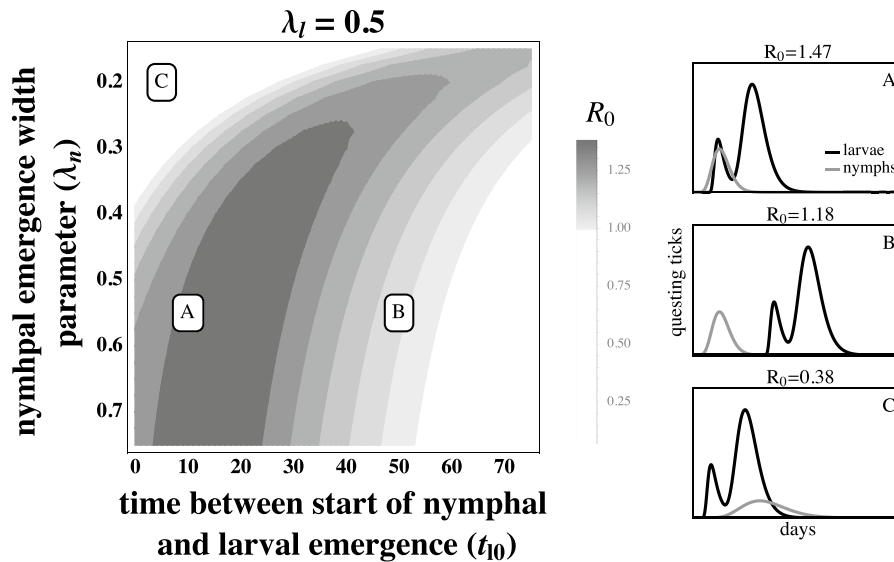 λl = 0.5
nymhpal emergence width
parameter (λn)
0.2
0.3
0.4
0.5
0.6
0.7
C
A
B
0 10 20 30 40 50 60 70
time between start of nymphal
and larval emergence (tl0)
R0
1.25
1.00
0.75
0.50
0.25
questing ticks
R0=1.47
A
larvae
nymphs
R0=1.18
B
R0=0.38
C
days